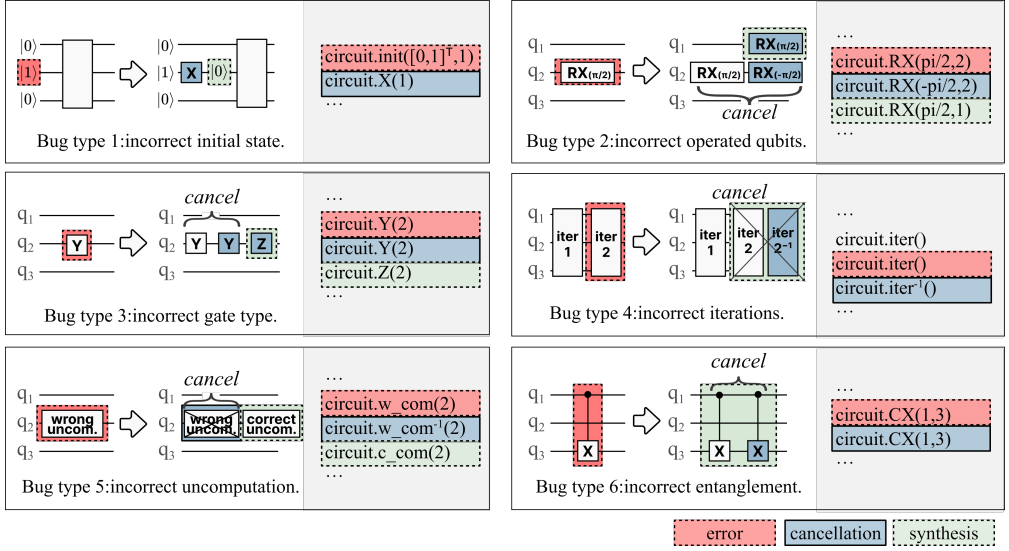 |0⟩ |0⟩
|1⟩ |1⟩ X |0⟩
|0⟩ |0⟩
circuit.init([0,1]ᵀ,1)
circuit.X(1)
...
Bug type 1:incorrect initial state.
q₁ q₁ RX(π/2)
q₂ RX(π/2) q₂ RX(π/2) RX(-π/2)
q₃ q₃
cancel
...
circuit.RX(pi/2,2)
circuit.RX(-pi/2,2)
circuit.RX(pi/2,1)
...
Bug type 2:incorrect operated qubits.
cancel
q₁ q₁
q₂ Y q₂ Y Y Z
q₃ q₃
...
circuit.Y(2)
circuit.Y(2)
circuit.Z(2)
...
Bug type 3:incorrect gate type.
cancel
q₁ q₁
q₂ iter 1 iter 2 q₂ iter 1 iter 2 iter 2⁻¹
q₃ q₃
...
circuit.iter()
circuit.iter()
circuit.iter⁻¹()
...
Bug type 4:incorrect iterations.
cancel
q₁ q₁
q₂ wrong uncom. q₂ wrong uncom. correct uncom.
q₃ q₃
...
circuit.w_com(2)
circuit.w_com⁻¹(2)
circuit.c_com(2)
...
Bug type 5:incorrect uncomputation.
cancel
q₁ q₁
q₂ q₂
q₃ X q₃ X X
...
circuit.CX(1,3)
circuit.CX(1,3)
...
Bug type 6:incorrect entanglement.
error cancellation synthesis